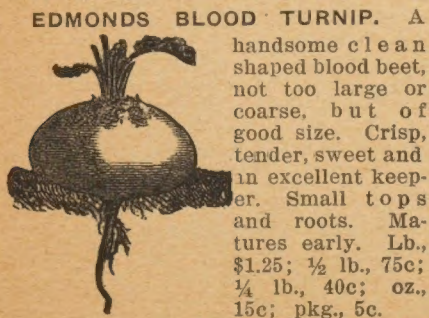 EDMONDS BLOOD TURNIP. A
handsome clean
shaped blood beet,
not too large or
coarse, but of
good size. Crisp,
tender, sweet and
an excellent keep-
er. Small tops
and roots. Ma-
tures early. Lb.,
$1.25; ½ lb., 75c;
¼ lb., 40c; oz.,
15c; pkg., 5c.